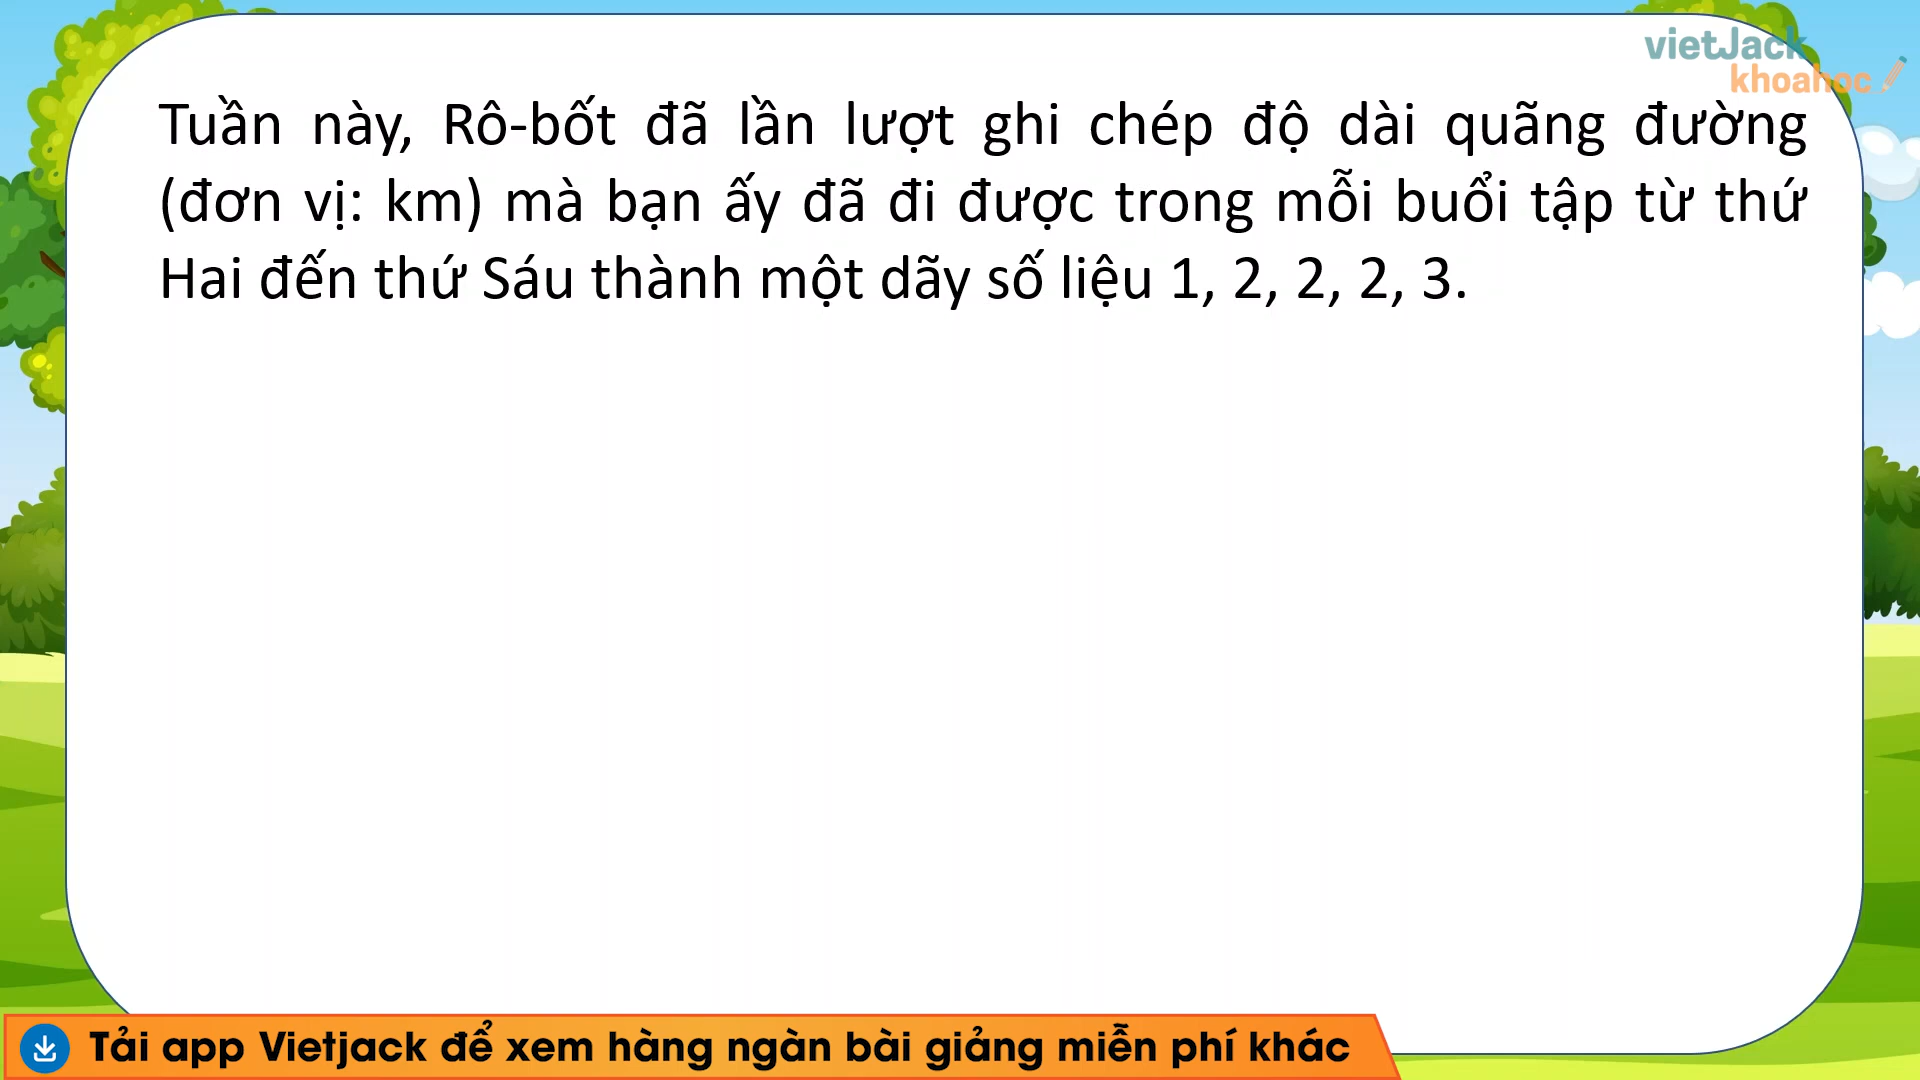 vietJack
khoahoc
Tuần này, Rô-bốt đã lần lượt ghi chép độ dài quãng đường
(đơn vị: km) mà bạn ấy đã đi được trong mỗi buổi tập từ thứ
Hai đến thứ Sáu thành một dãy số liệu 1, 2, 2, 2, 3.
Tải app Vietjack để xem hàng ngàn bài giảng miễn phí khác